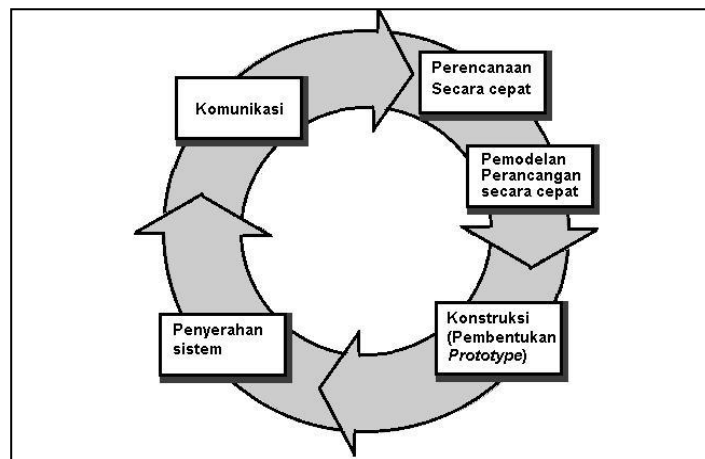 Komunikasi
Perencanaan
Secara cepat
Pemodelan
Perancangan
secara cepat
Konstruksi
(Pembentukan
Prototype)
Penyerahan
sistem